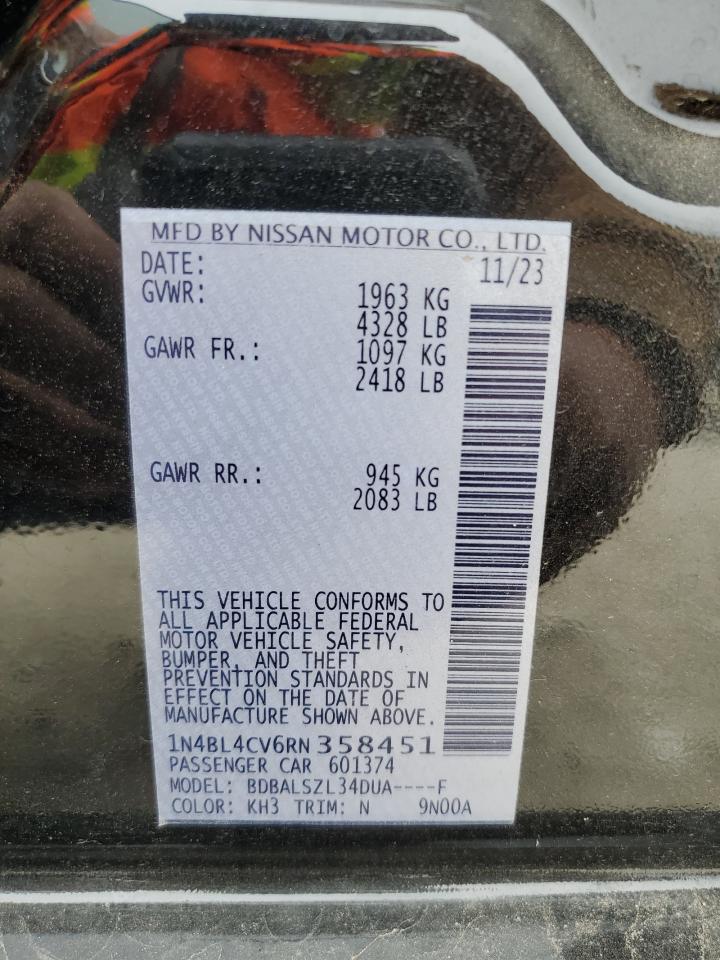 MFD BY NISSAN MOTOR CO., LTD.
DATE: 11/23
GVWR: 1963 KG
4328 LB
GAWR FR.: 1097 KG
2418 LB
GAWR RR.: 945 KG
2083 LB
THIS VEHICLE CONFORMS TO
ALL APPLICABLE FEDERAL
MOTOR VEHICLE SAFETY,
BUMPER, AND THEFT
PREVENTION STANDARDS IN
EFFECT ON THE DATE OF
MANUFACTURE SHOWN ABOVE.
1N4BL4CV6RN358451
PASSENGER CAR 601374
MODEL: BDBALSZL34DUA----F
COLOR: KH3 TRIM: N 9N00A